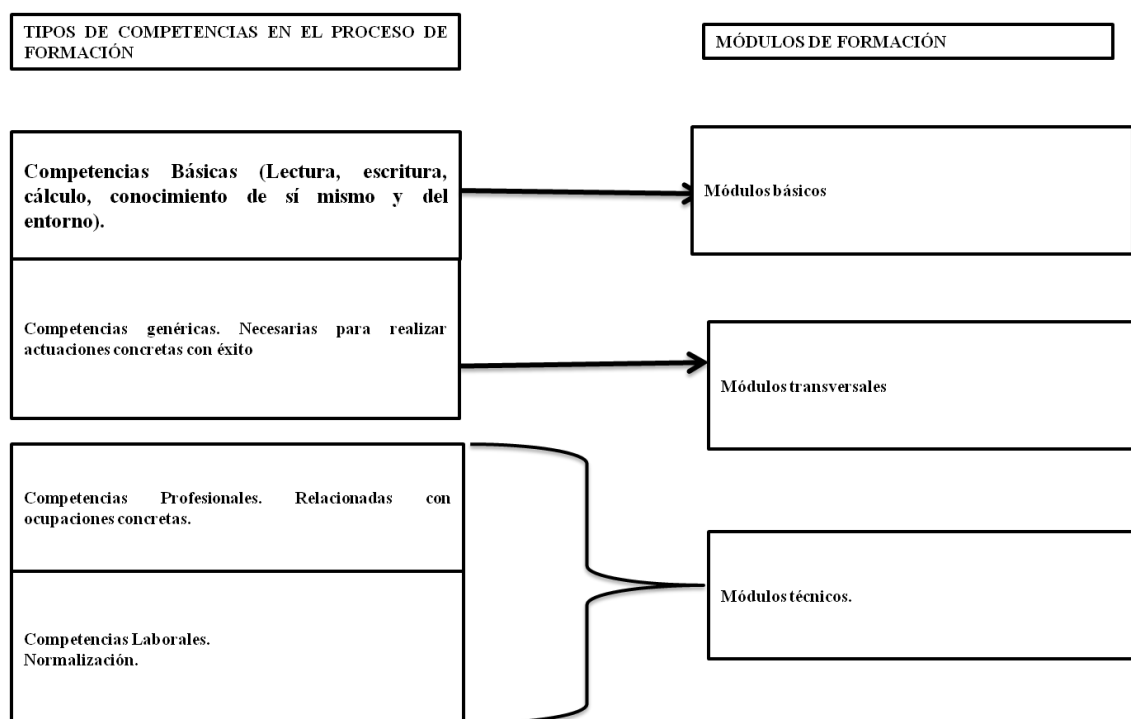 TIPOS DE COMPETENCIAS EN EL PROCESO DE
FORMACIÓN
MÓDULOS DE FORMACIÓN
Competencias Básicas (Lectura, escritura,
cálculo, conocimiento de sí mismo y del
entorno).
Módulos básicos
Competencias genéricas. Necesarias para realizar
actuaciones concretas con éxito
Módulos transversales
Competencias Profesionales. Relacionadas con
ocupaciones concretas.
Módulos técnicos.
Competencias Laborales.
Normalización.